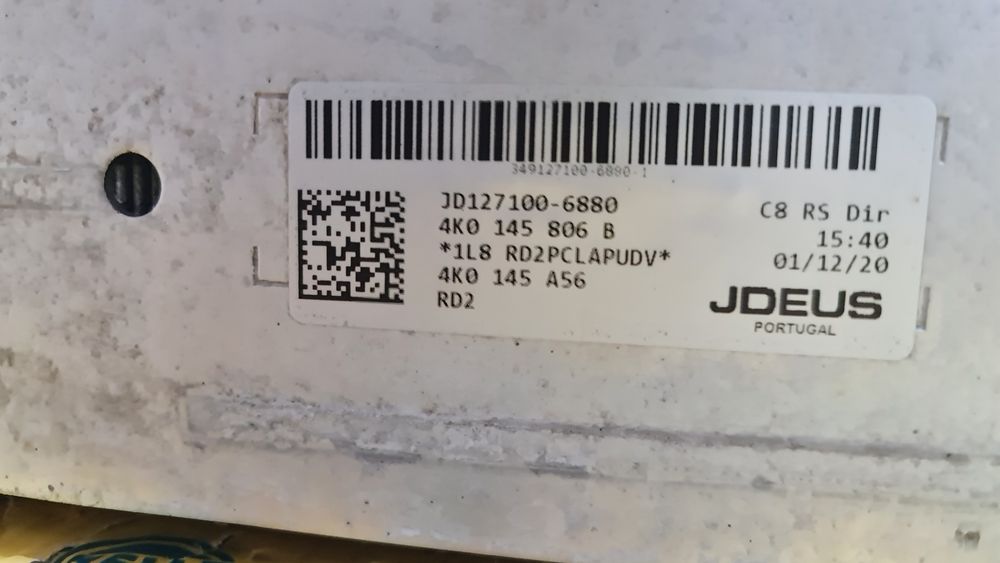 349127100-6880-1
JD127100-6880
4K0 145 806 B
*1L8 RD2PCLAPUDV*
4K0 145 A56
RD2
C8 RS Dir
15:40
01/12/20
JDEUS
PORTUGAL